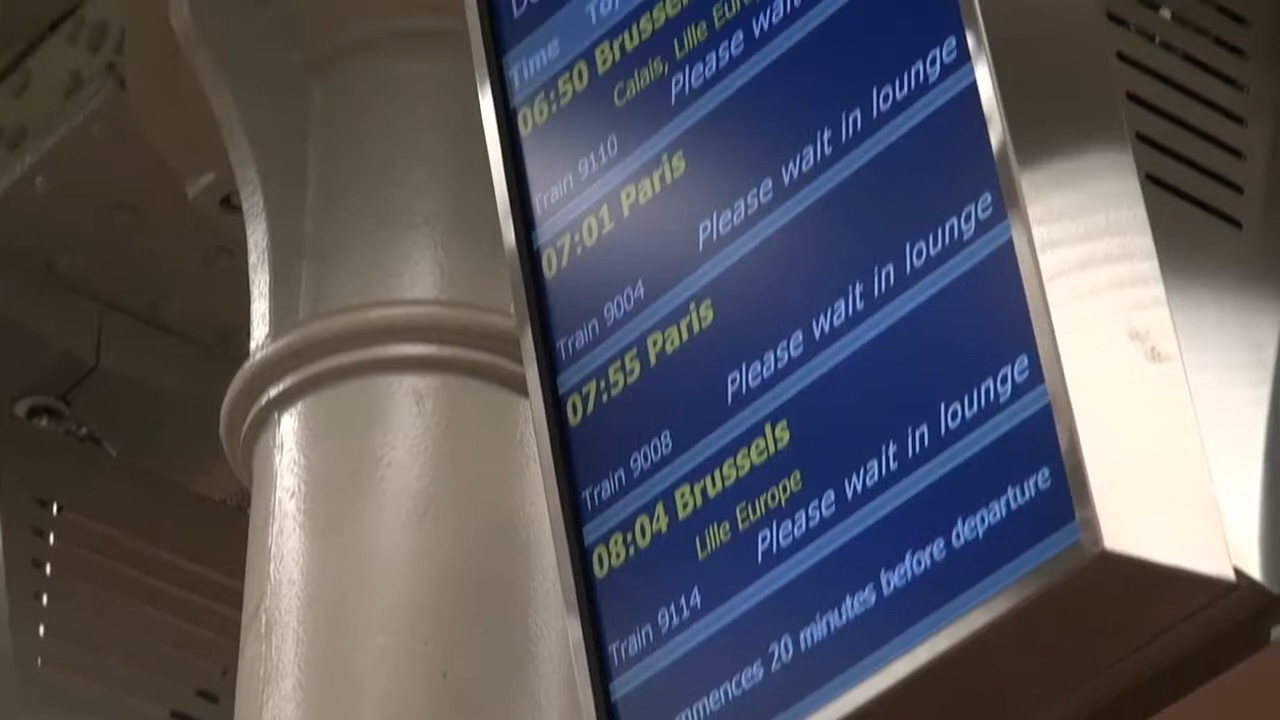 Time
06:50 Brussels
Calais, Lille
Please wait
Train 9110
07:01 Paris
Please wait in lounge
Train 9004
07:55 Paris
Please wait in lounge
Train 9008
08:04 Brussels
Lille Europe
Please wait in lounge
Train 9114
20 minutes before departure